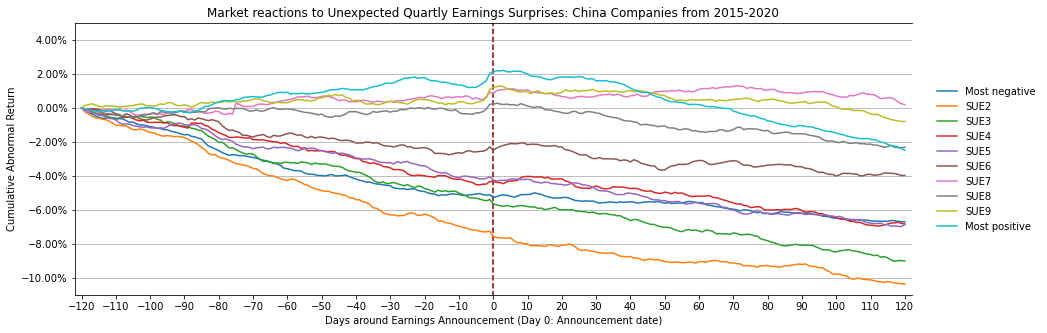 Market reactions to Unexpected Quartly Earnings Surprises: China Companies from 2015-2020
4.00%
2.00%
0.00%
−2.00%
−4.00%
−6.00%
−8.00%
−10.00%
Cumulative Abnormal Return
−120 −110 −100 −90 −80 −70 −60 −50 −40 −30 −20 −10 0 10 20 30 40 50 60 70 80 90 100 110 120
Days around Earnings Announcement (Day 0: Announcement date)
Most negative
SUE2
SUE3
SUE4
SUE5
SUE6
SUE7
SUE8
SUE9
Most positive